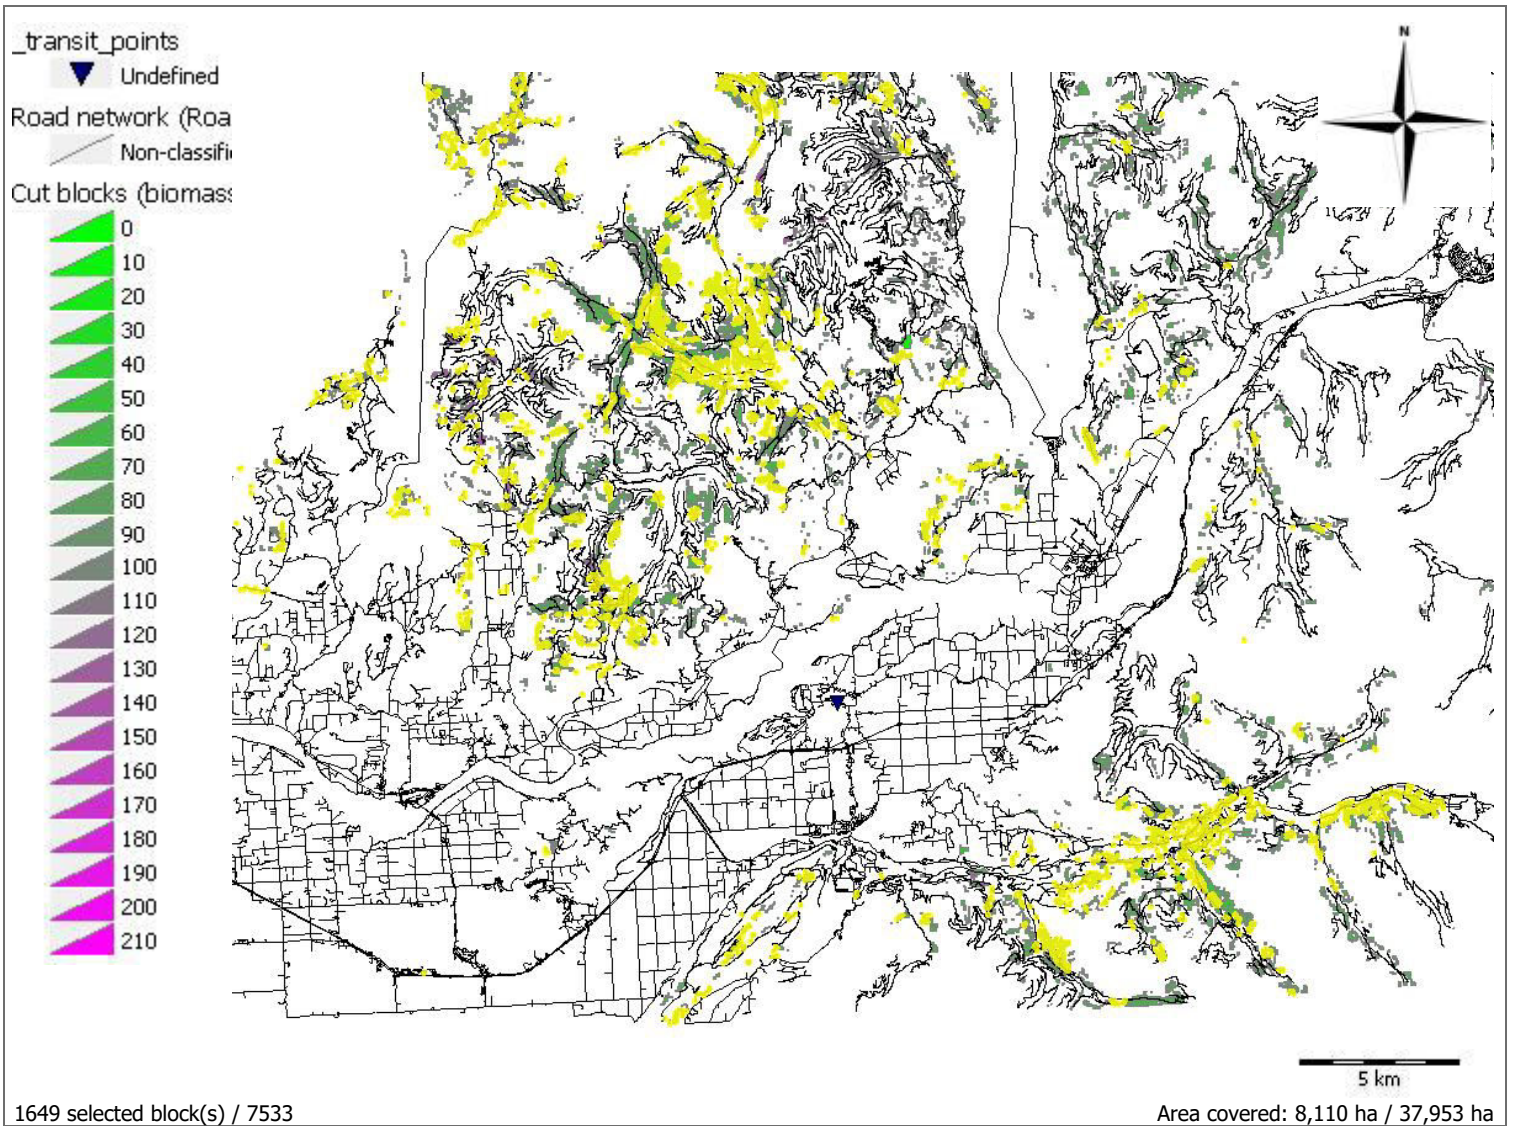 _transit_points
Undefined
Road network (Roa
Non-classifi
Cut blocks (biomass
0
10
20
30
40
50
60
70
80
90
100
110
120
130
140
150
160
170
180
190
200
210
N
5 km
1649 selected block(s) / 7533
Area covered: 8,110 ha / 37,953 ha